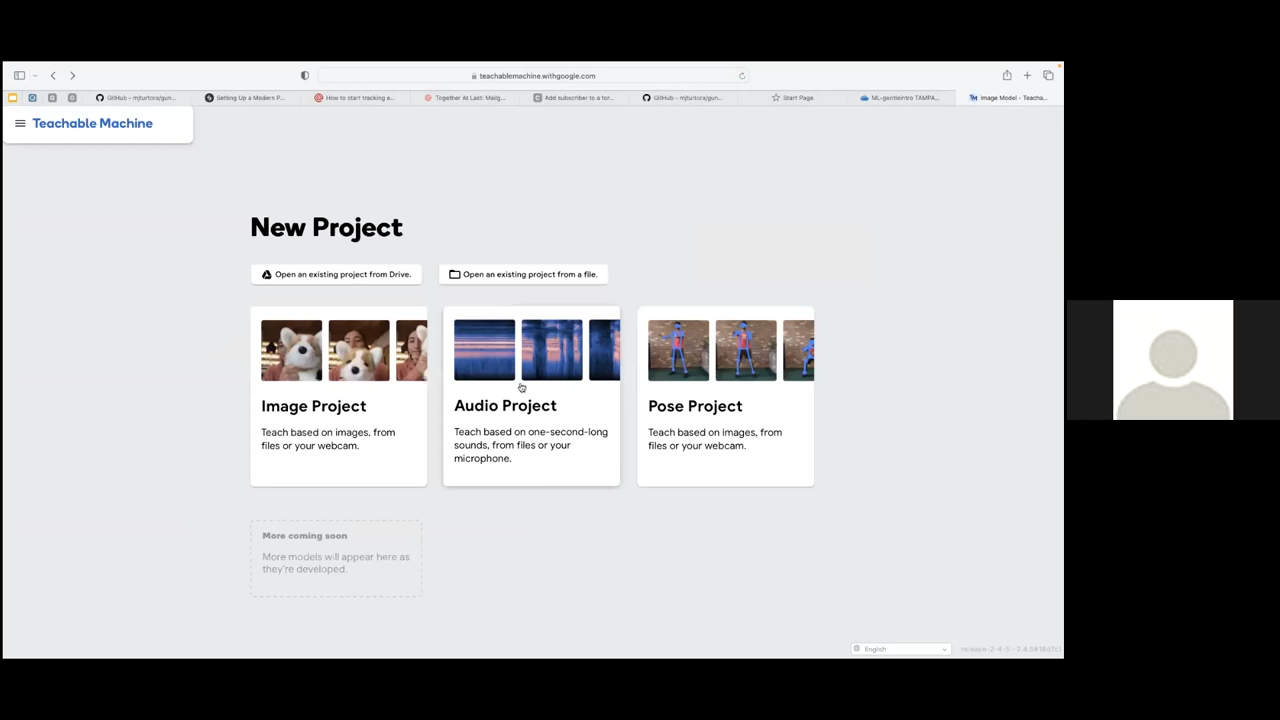 teachablemachine.withgoogle.com
GitHub - mjturtora/gun...
Setting Up a Modern P...
How to start tracking e...
Together At Last: Mailg...
Add subscriber to a for...
GitHub - mjturtora/gun...
Start Page
ML-gentleintro TAMPA...
Image Model - Teacha...
Teachable Machine
New Project
Open an existing project from Drive.
Open an existing project from a file.
Image Project
Teach based on images, from
files or your webcam.
Audio Project
Teach based on one-second-long
sounds, from files or your
microphone.
Pose Project
Teach based on images, from
files or your webcam.
More coming soon
More models will appear here as
they're developed.
English